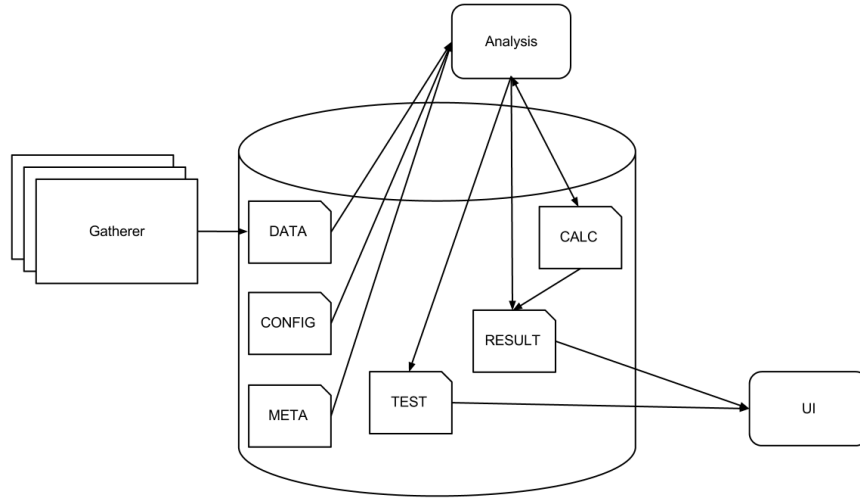 Analysis
Gatherer
DATA
CALC
CONFIG
RESULT
META
TEST
UI